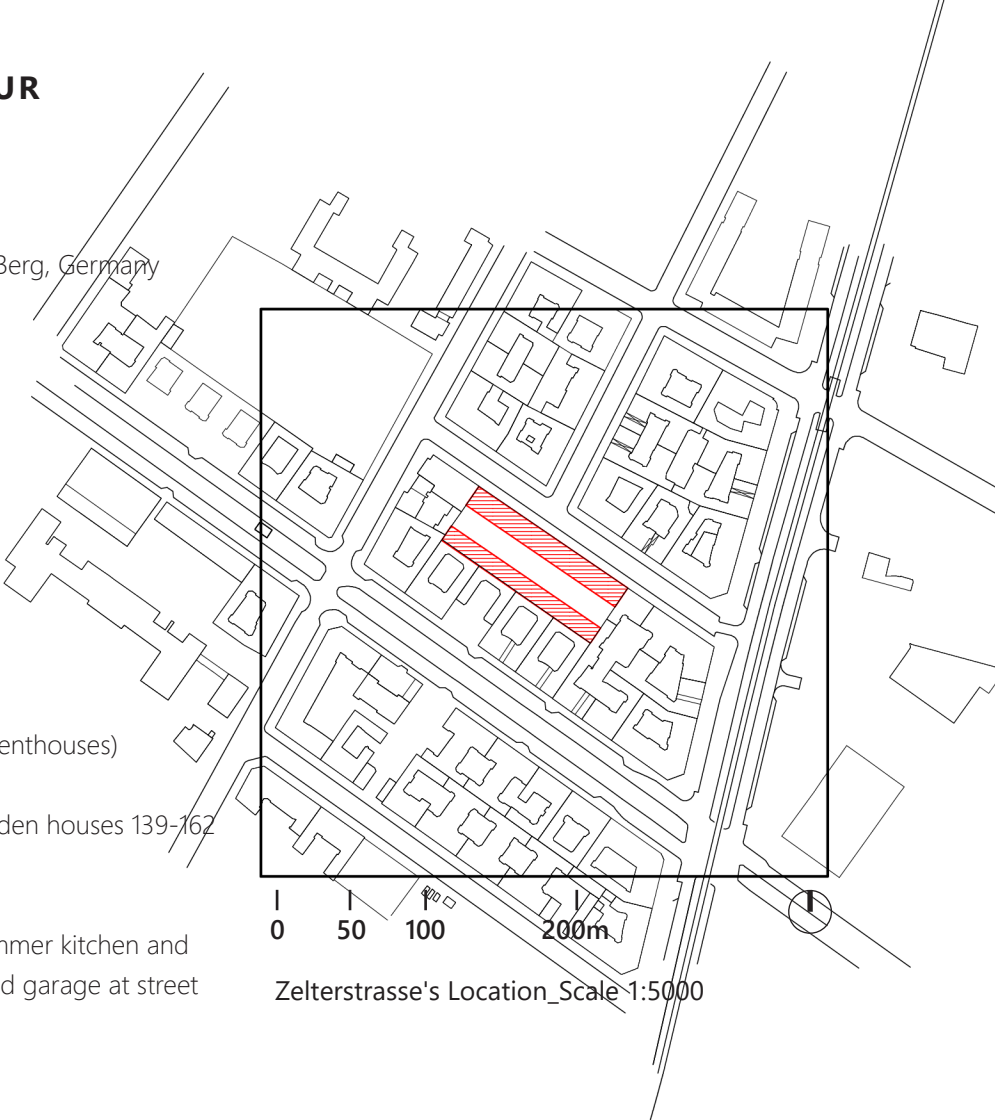 UR
Berg, Germany
enthouses)
den houses 139-162
mmer kitchen and
d garage at street
0 50 100 200m
Zelterstrasse's Location_Scale 1:5000